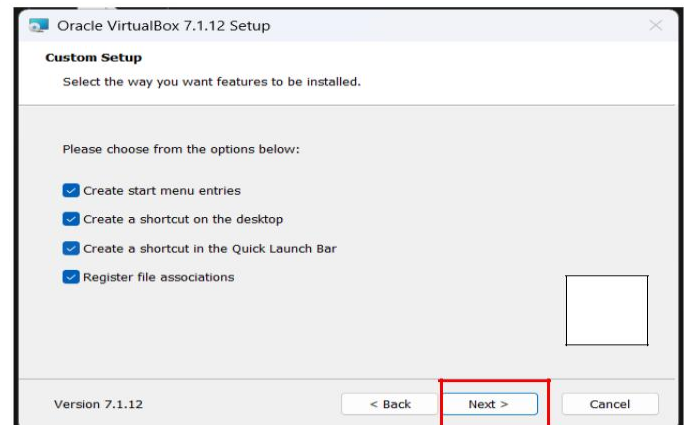 Oracle VirtualBox 7.1.12 Setup
Custom Setup
Select the way you want features to be installed.
Please choose from the options below:
Create start menu entries
Create a shortcut on the desktop
Create a shortcut in the Quick Launch Bar
Register file associations
Version 7.1.12
< Back
Next >
Cancel